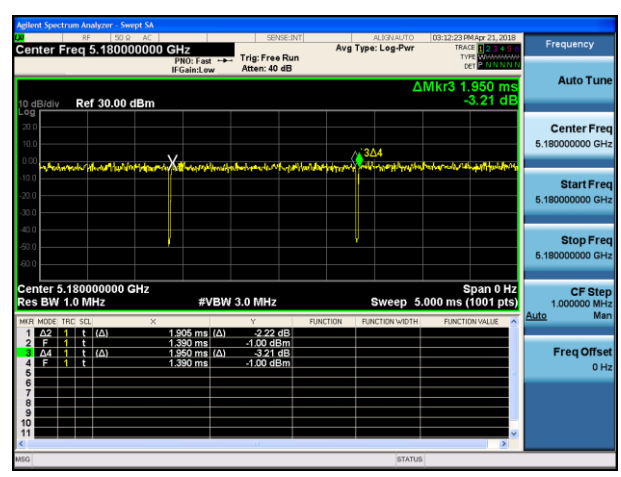 Agilent Spectrum Analyzer - Swept SA
RF 50 Ω AC SENSE:INT ALIGNAUTO 03:12:23 PM Apr 21, 2018
Center Freq 5.180000000 GHz Avg Type: Log-Pwr TRACE 1 2 3 4 5 6
PNO: Fast Trig: Free Run TYPE
IFGain:Low Atten: 40 dB DET P N N N N N
ΔMkr3 1.950 ms
-3.21 dB
10 dB/div Ref 30.00 dBm
Log
20.0
10.0
0.00
-10.0
-20.0
-30.0
-40.0
-50.0
-60.0
X
3Δ4
Center 5.180000000 GHz Span 0 Hz
Res BW 1.0 MHz #VBW 3.0 MHz Sweep 5.000 ms (1001 pts)
MKR MODE TRC SCL X Y FUNCTION FUNCTION WIDTH FUNCTION VALUE
1 Δ2 1 t (Δ) 1.905 ms (Δ) -2.22 dB
2 F 1 t 1.390 ms -1.00 dBm
3 Δ4 1 t (Δ) 1.950 ms (Δ) -3.21 dB
4 F 1 t 1.390 ms -1.00 dBm
5
6
7
8
9
10
11
MSG STATUS
Frequency
Auto Tune
Center Freq
5.180000000 GHz
Start Freq
5.180000000 GHz
Stop Freq
5.180000000 GHz
CF Step
1.000000 MHz
Auto Man
Freq Offset
0 Hz